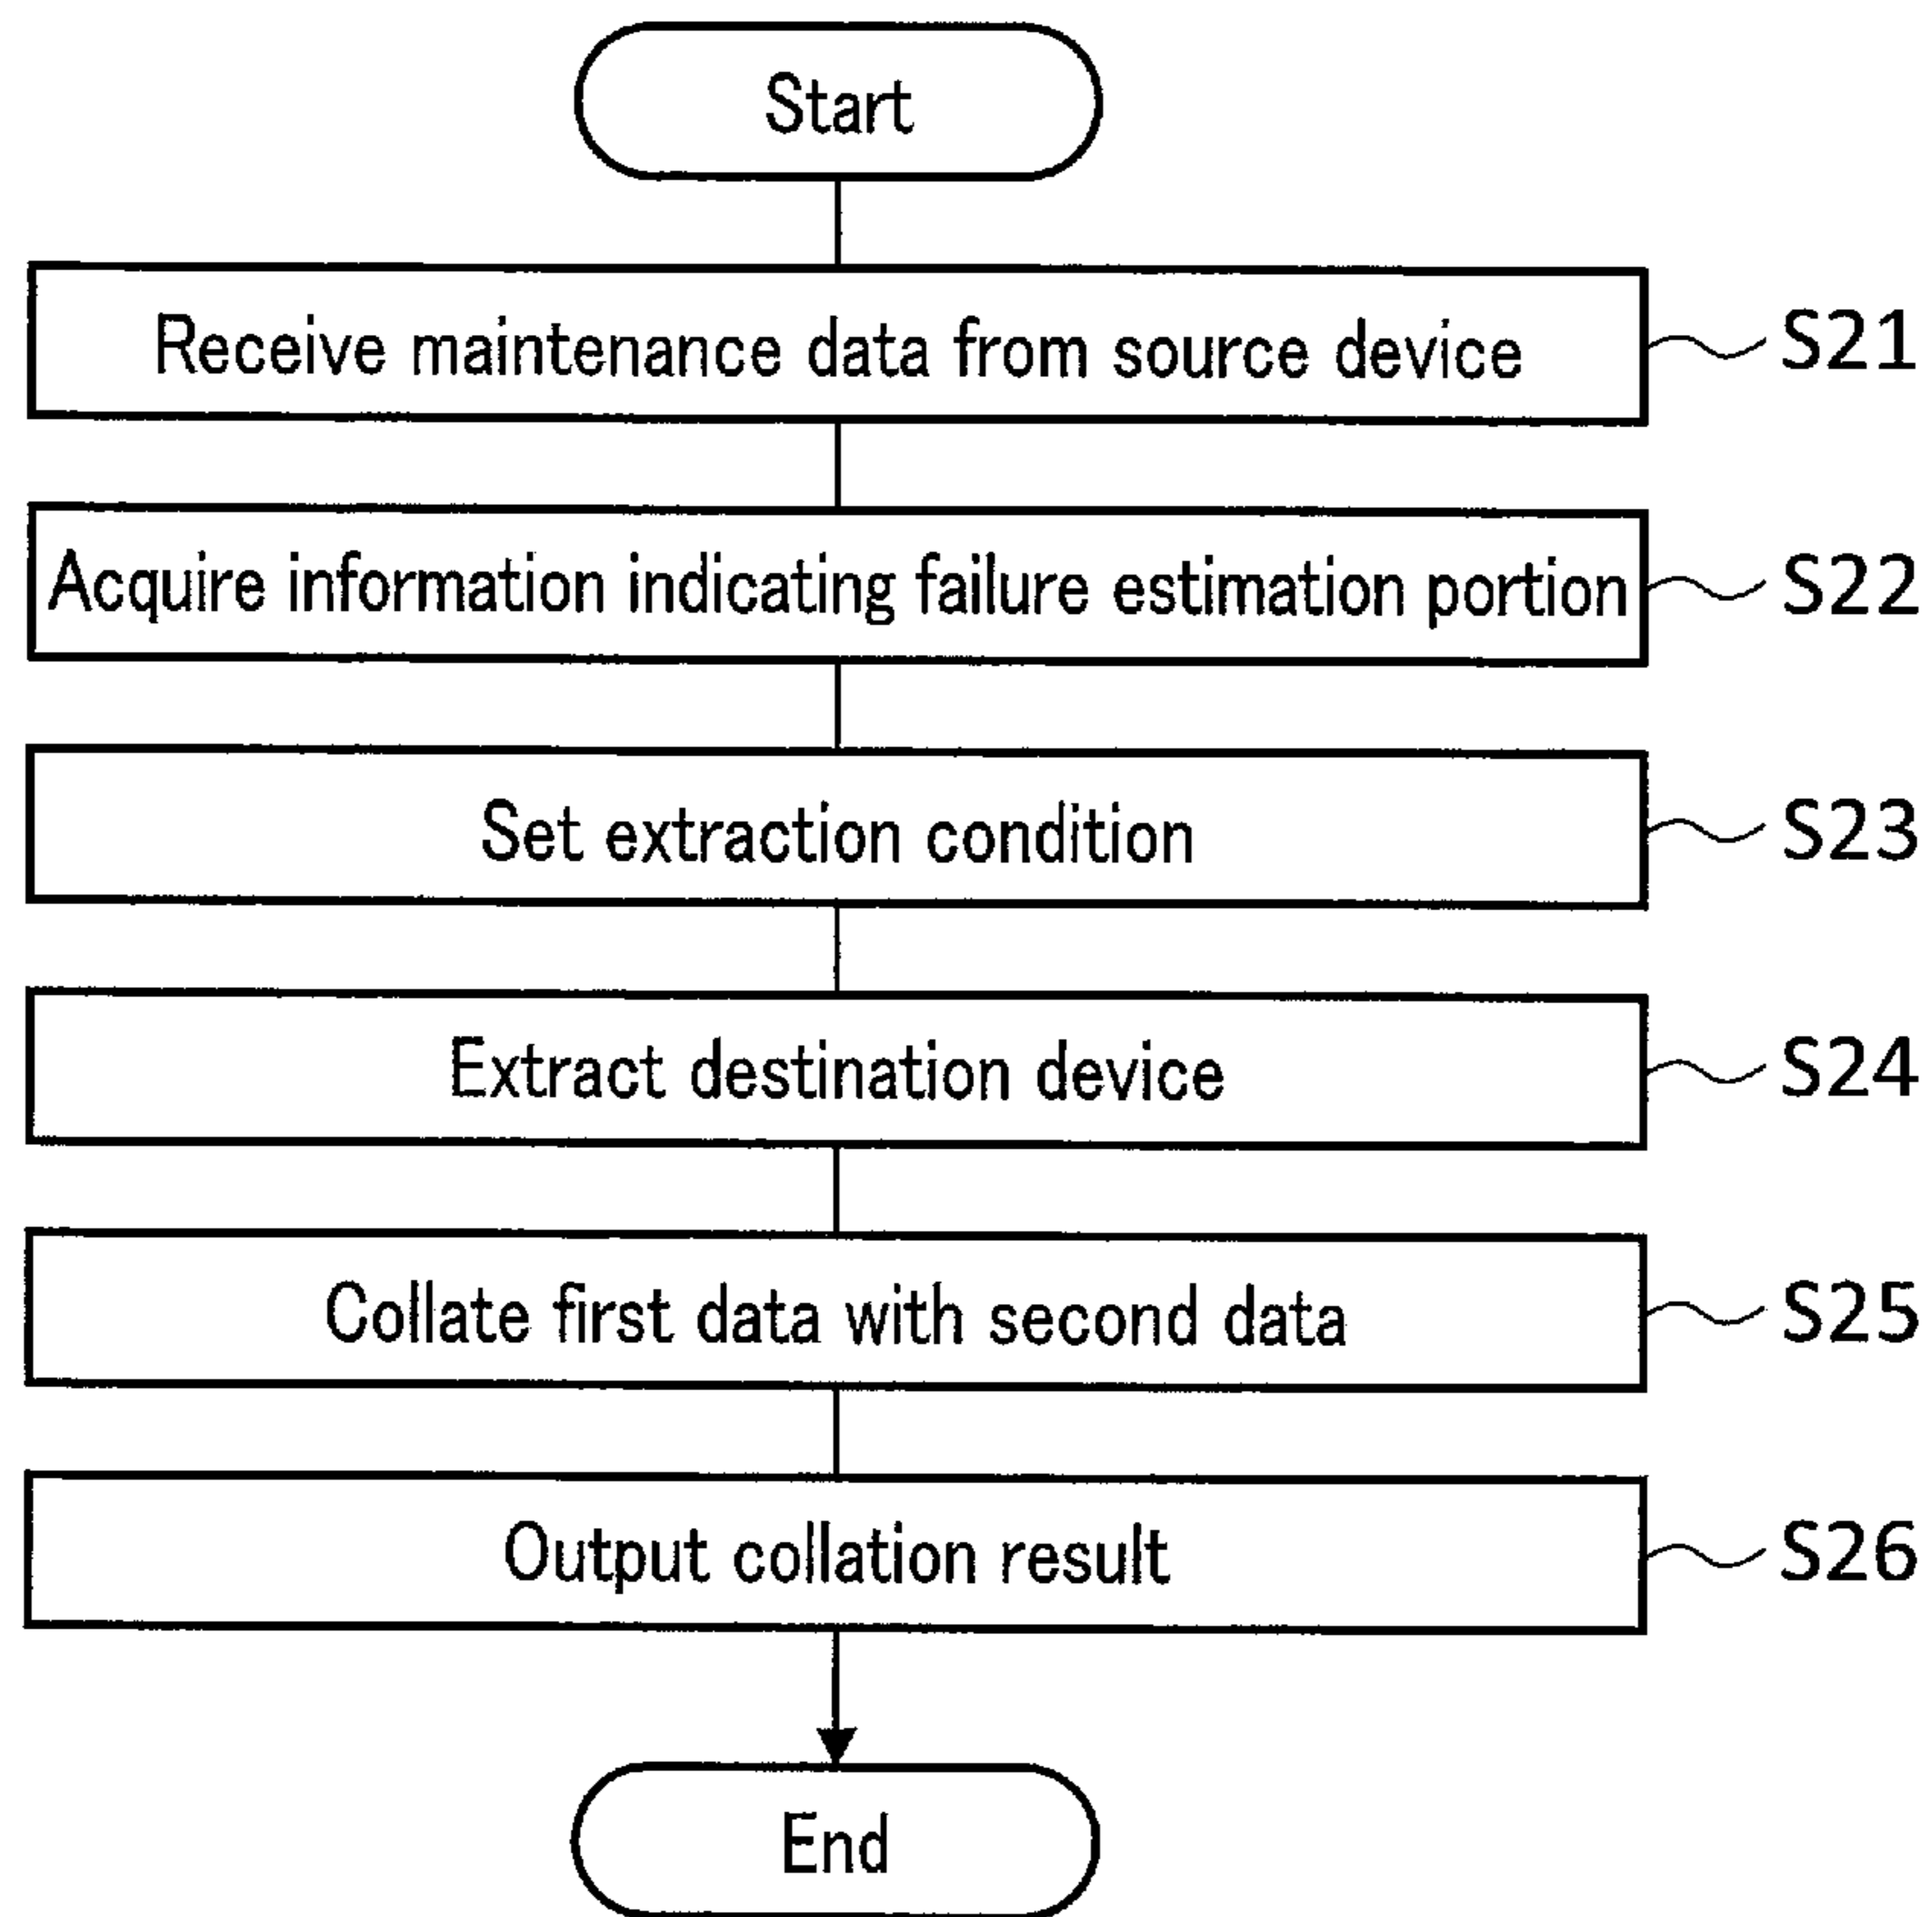 Start
Receive maintenance data from source device S21
Acquire information indicating failure estimation portion S22
Set extraction condition S23
Extract destination device S24
Collate first data with second data S25
Output collation result S26
End